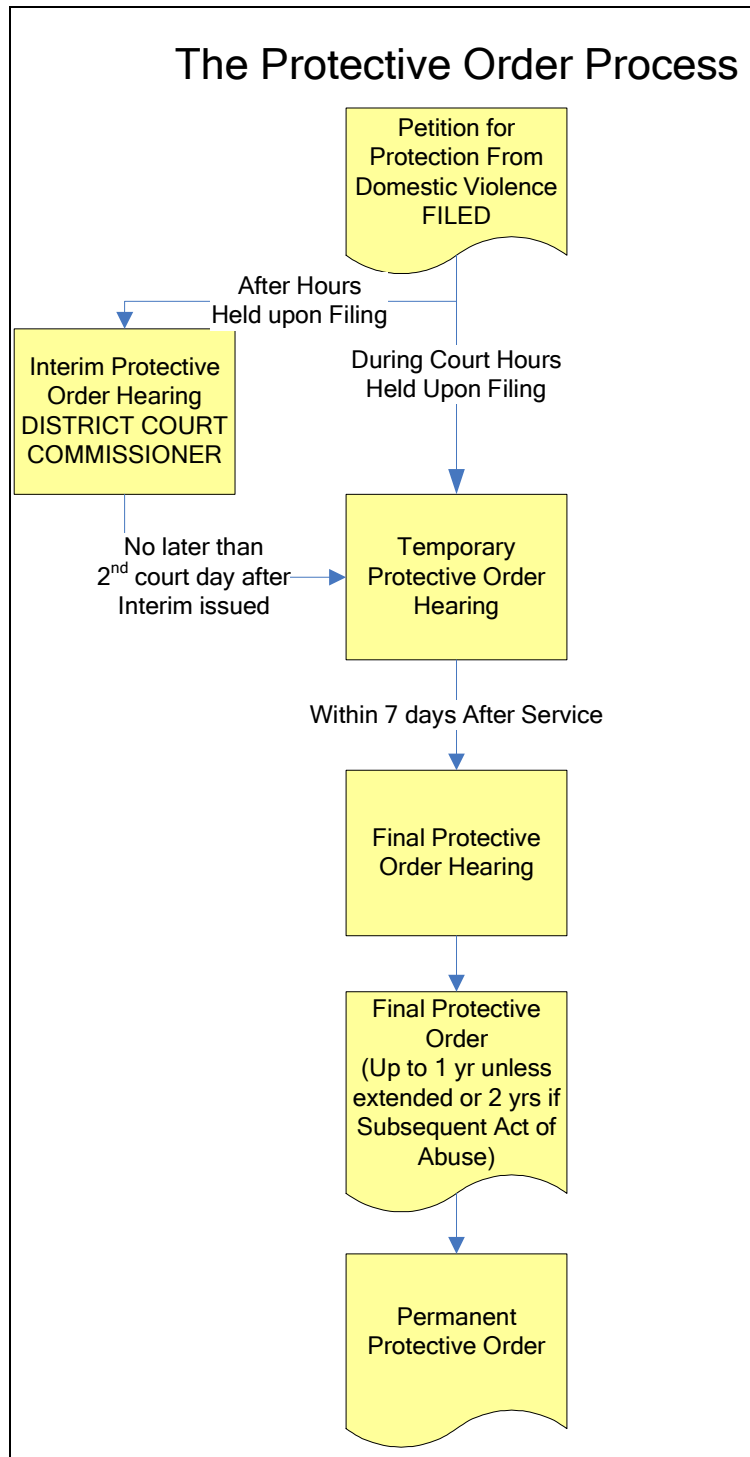 The Protective Order Process
Petition for
Protection From
Domestic Violence
FILED
After Hours
Held upon Filing
During Court Hours
Held Upon Filing
Interim Protective
Order Hearing
DISTRICT COURT
COMMISSIONER
No later than
2nd court day after
Interim issued
Temporary
Protective Order
Hearing
Within 7 days After Service
Final Protective
Order Hearing
Final Protective
Order
(Up to 1 yr unless
extended or 2 yrs if
Subsequent Act of
Abuse)
Permanent
Protective Order